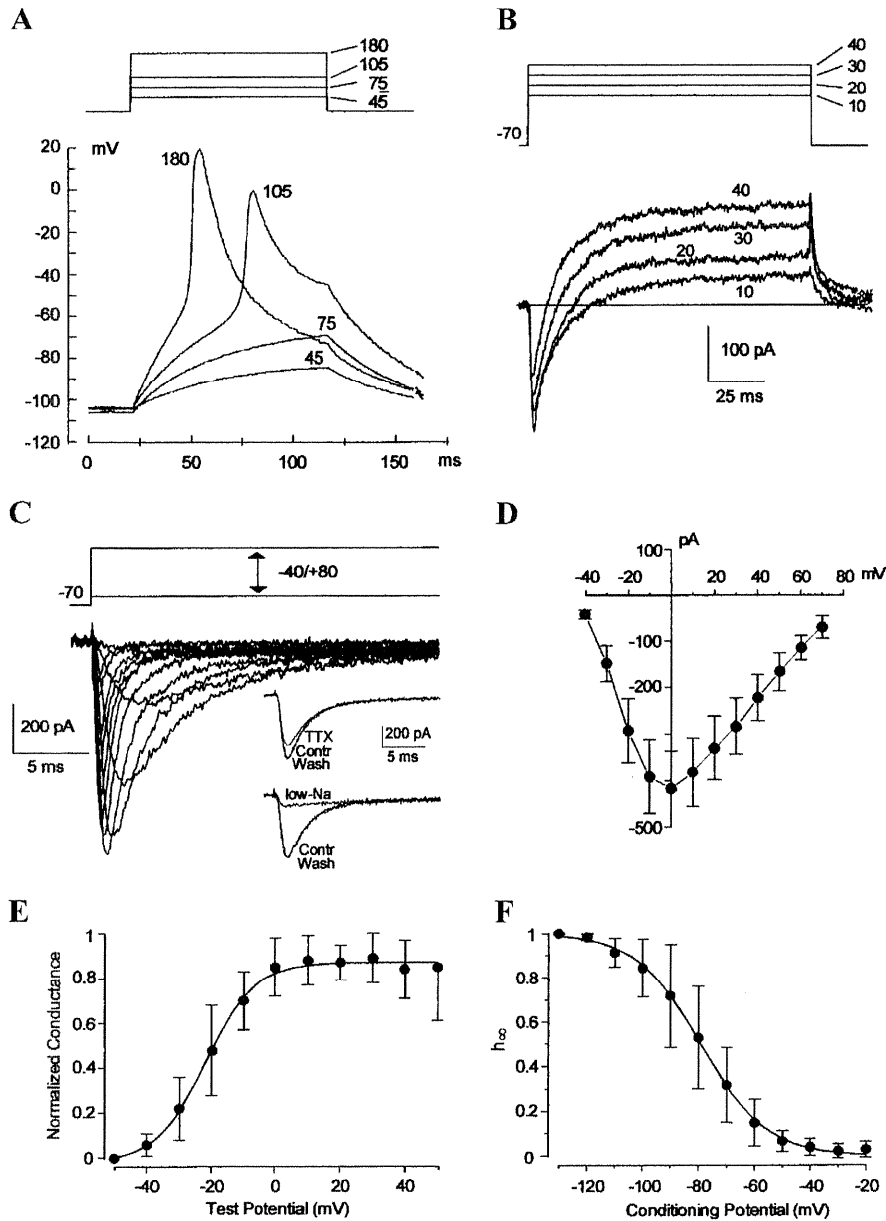 A
180
105
75
45
mV
20
0
-20
-40
-60
-80
-100
-120
180
105
75
45
0
50
100
150
ms
B
40
30
20
10
-70
40
30
20
10
100 pA
25 ms
C
-70
-40/+80
200 pA
5 ms
TTX
Contr
Wash
200 pA
5 ms
low-Na
Contr
Wash
D
100
pA
-40
-20
0
20
40
60
80
mV
-100
-200
-500
E
Normalized Conductance
1
0.8
0.6
0.4
0.2
0
-40
-20
0
20
40
Test Potential (mV)
F
h∞
1
0.8
0.6
0.4
0.2
0
-120
-100
-80
-60
-40
-20
Conditioning Potential (mV)